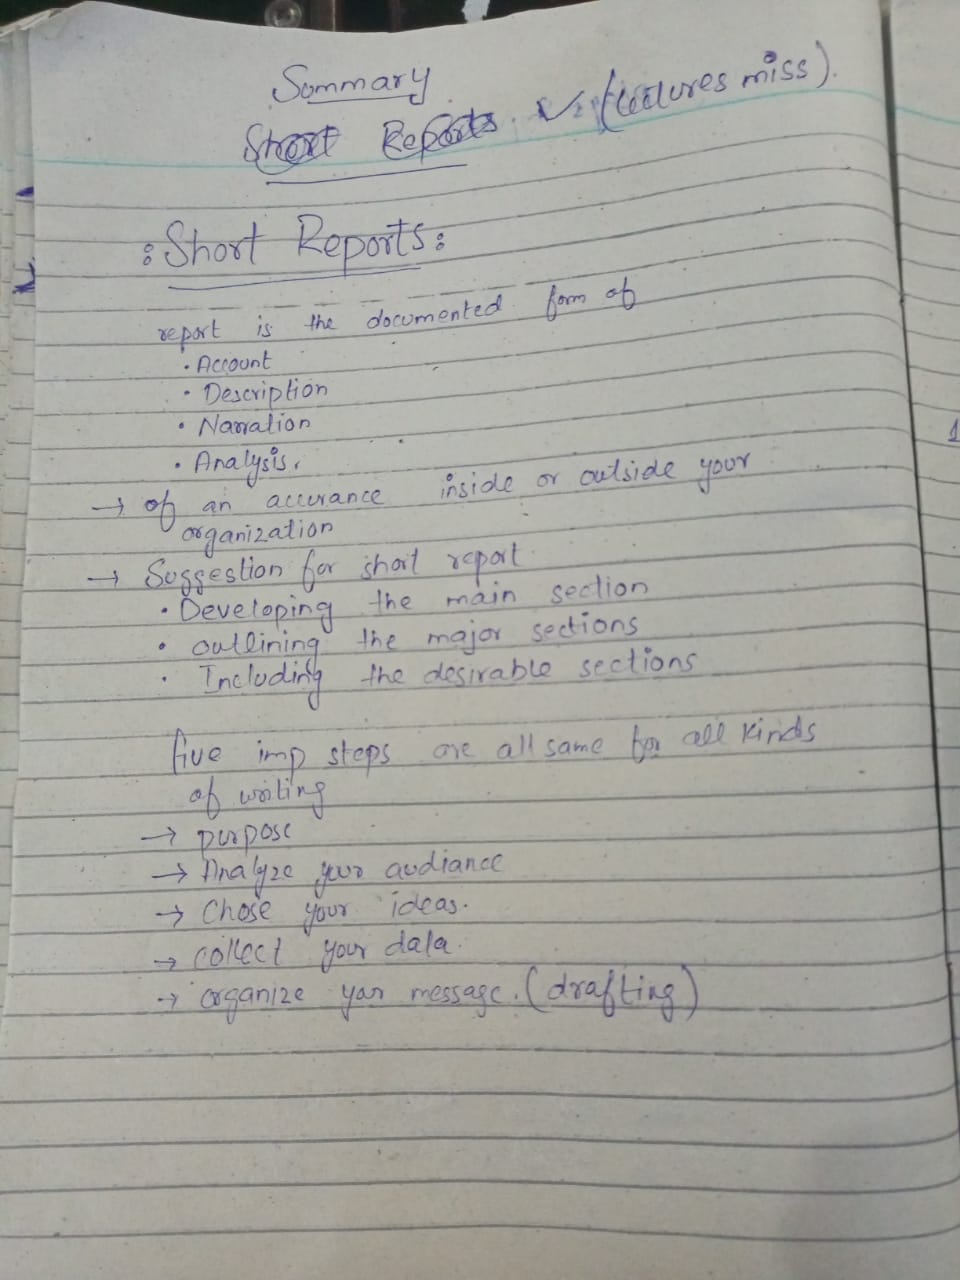 Summary
Short Reports (lectures miss).
: Short Reports :
report is the documented form of
• Account
• Description
• Narration
• Analysis.
→ of an accurance inside or outside your
organization
→ Suggestion for short report.
• Developing the main section
• outlining the major sections
• Including the desirable sections
five imp steps are all same for all kinds
of writing
→ purpose
→ Analyze your audiance
→ Chose your ideas.
→ collect your data.
→ organize your message. (drafting)
1